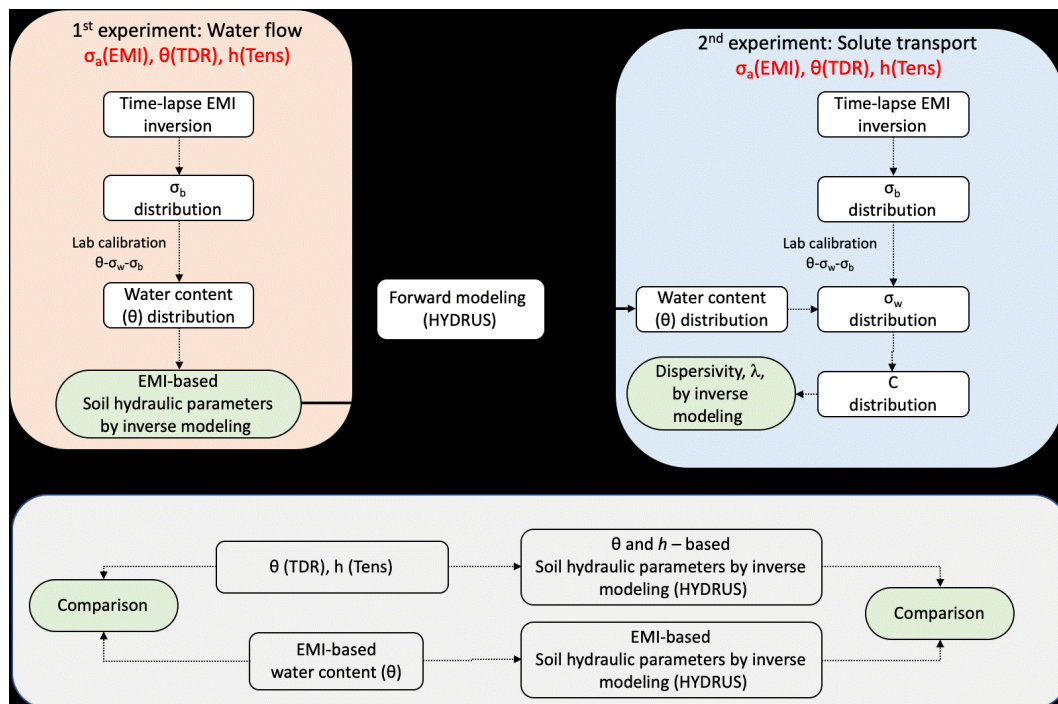 1st experiment: Water flow
σa(EMI), θ(TDR), h(Tens)
Time-lapse EMI
inversion
σb
distribution
Lab calibration
θ-σw-σb
Water content
(θ) distribution
EMI-based
Soil hydraulic parameters
by inverse modeling
Forward modeling
(HYDRUS)
2nd experiment: Solute transport
σa(EMI), θ(TDR), h(Tens)
Time-lapse EMI
inversion
σb
distribution
Lab calibration
θ-σw-σb
Water content
(θ) distribution
σw
distribution
Dispersivity, λ,
by inverse
modeling
C
distribution
θ (TDR), h (Tens)
θ and h – based
Soil hydraulic parameters by inverse
modeling (HYDRUS)
Comparison
Comparison
EMI-based
water content (θ)
EMI-based
Soil hydraulic parameters by inverse
modeling (HYDRUS)